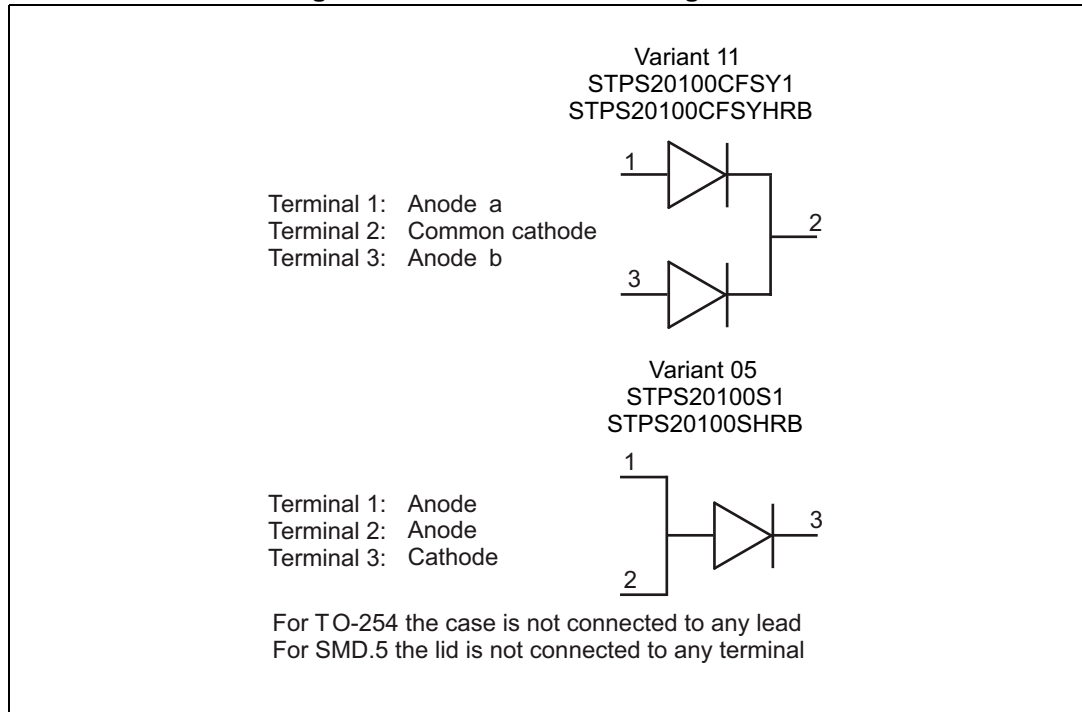 Variant 11
STPS20100CFSY1
STPS20100CFSYHRB
1
Terminal 1: Anode a
Terminal 2: Common cathode
Terminal 3: Anode b
2
3
Variant 05
STPS20100S1
STPS20100SHRB
1
Terminal 1: Anode
Terminal 2: Anode
Terminal 3: Cathode
3
2
For TO-254 the case is not connected to any lead
For SMD.5 the lid is not connected to any terminal